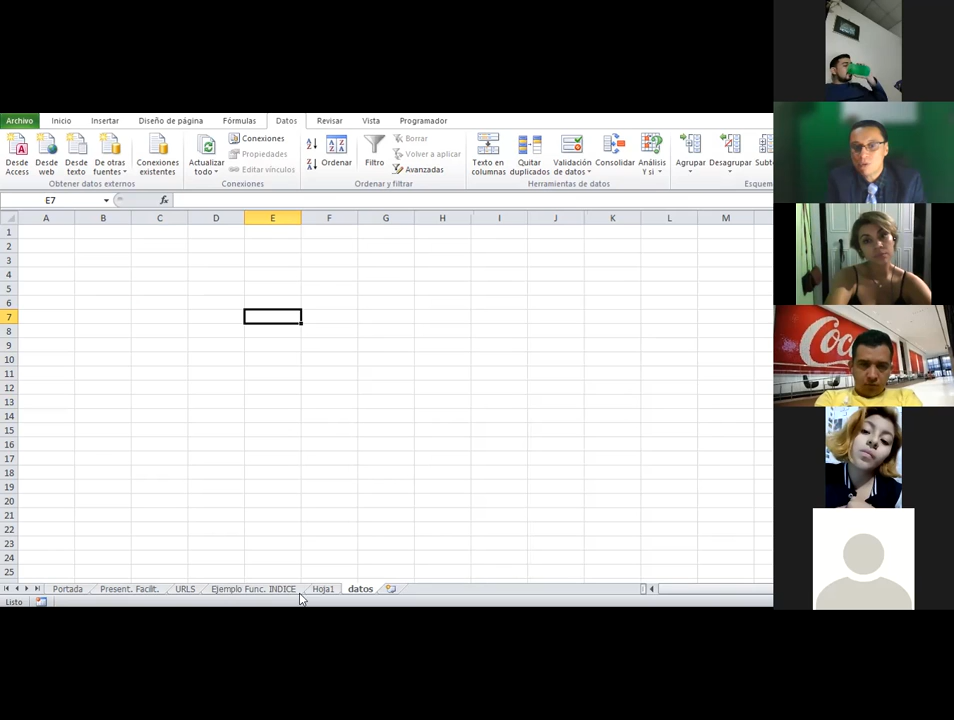 Archivo Inicio Insertar Diseño de página Fórmulas Datos Revisar Vista Programador
Desde Access
Desde web
Desde texto
De otras fuentes
Conexiones existentes
Obtener datos externos
Actualizar todo
Conexiones
Propiedades
Editar vínculos
Conexiones
Ordenar
Filtro
Borrar
Volver a aplicar
Avanzadas
Ordenar y filtrar
Texto en columnas
Quitar duplicados
Validación de datos
Consolidar
Análisis Y si
Herramientas de datos
Agrupar
Desagrupar
Subt
Esquem
E7 fx
A B C D E F G H I J K L M
1
2
3
4
5
6
7
8
9
10
11
12
13
14
15
16
17
18
19
20
21
22
23
24
25
Portada Present. Facilit. URLS Ejemplo Func. INDICE Hoja1 datos
Listo
Coc